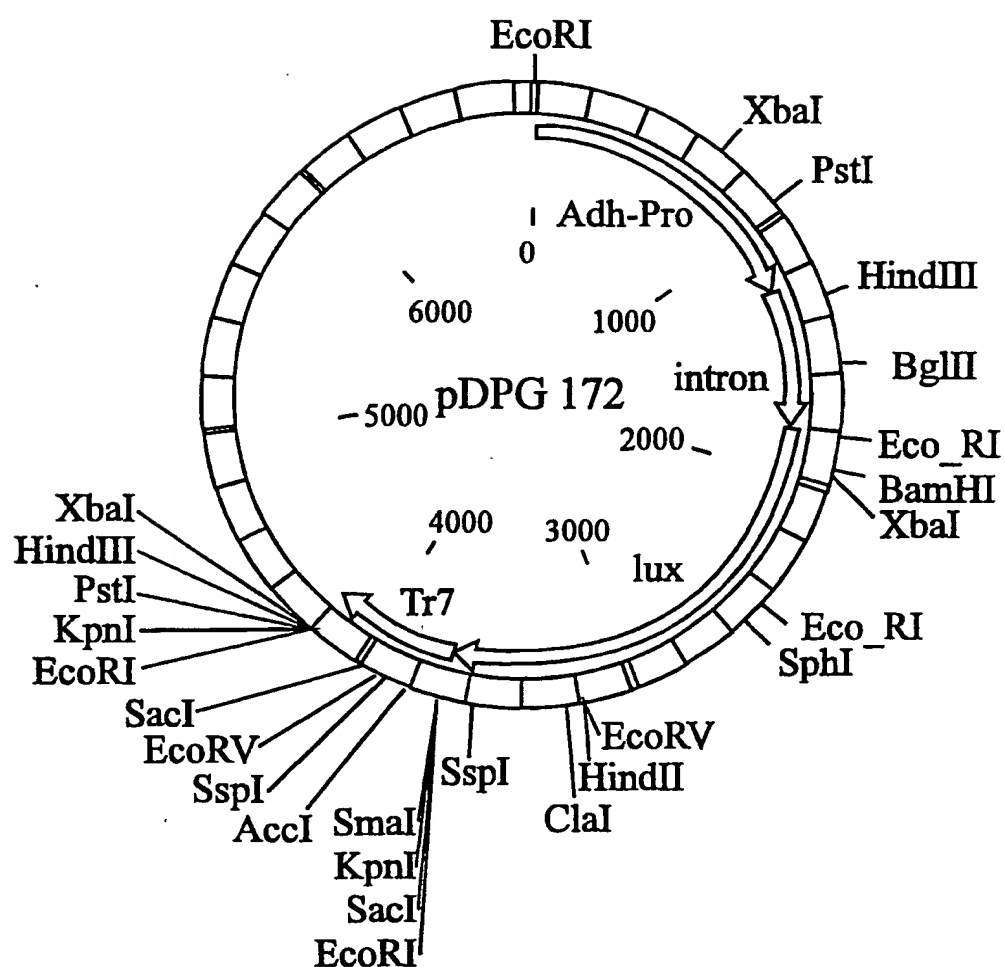 EcoRI
XbaI
PstI
Adh-Pro
0
HindIII
6000
1000
BglII
intron
pDPG 172
5000
2000
Eco_RI
BamHI
XbaI
XbaI
4000
3000
HindIII
lux
PstI
Tr7
KpnI
Eco_RI
EcoRI
SphI
SacI
EcoRV
EcoRV
SspI
HindII
SspI
ClaI
AccI
SmaI
KpnI
SacI
EcoRI